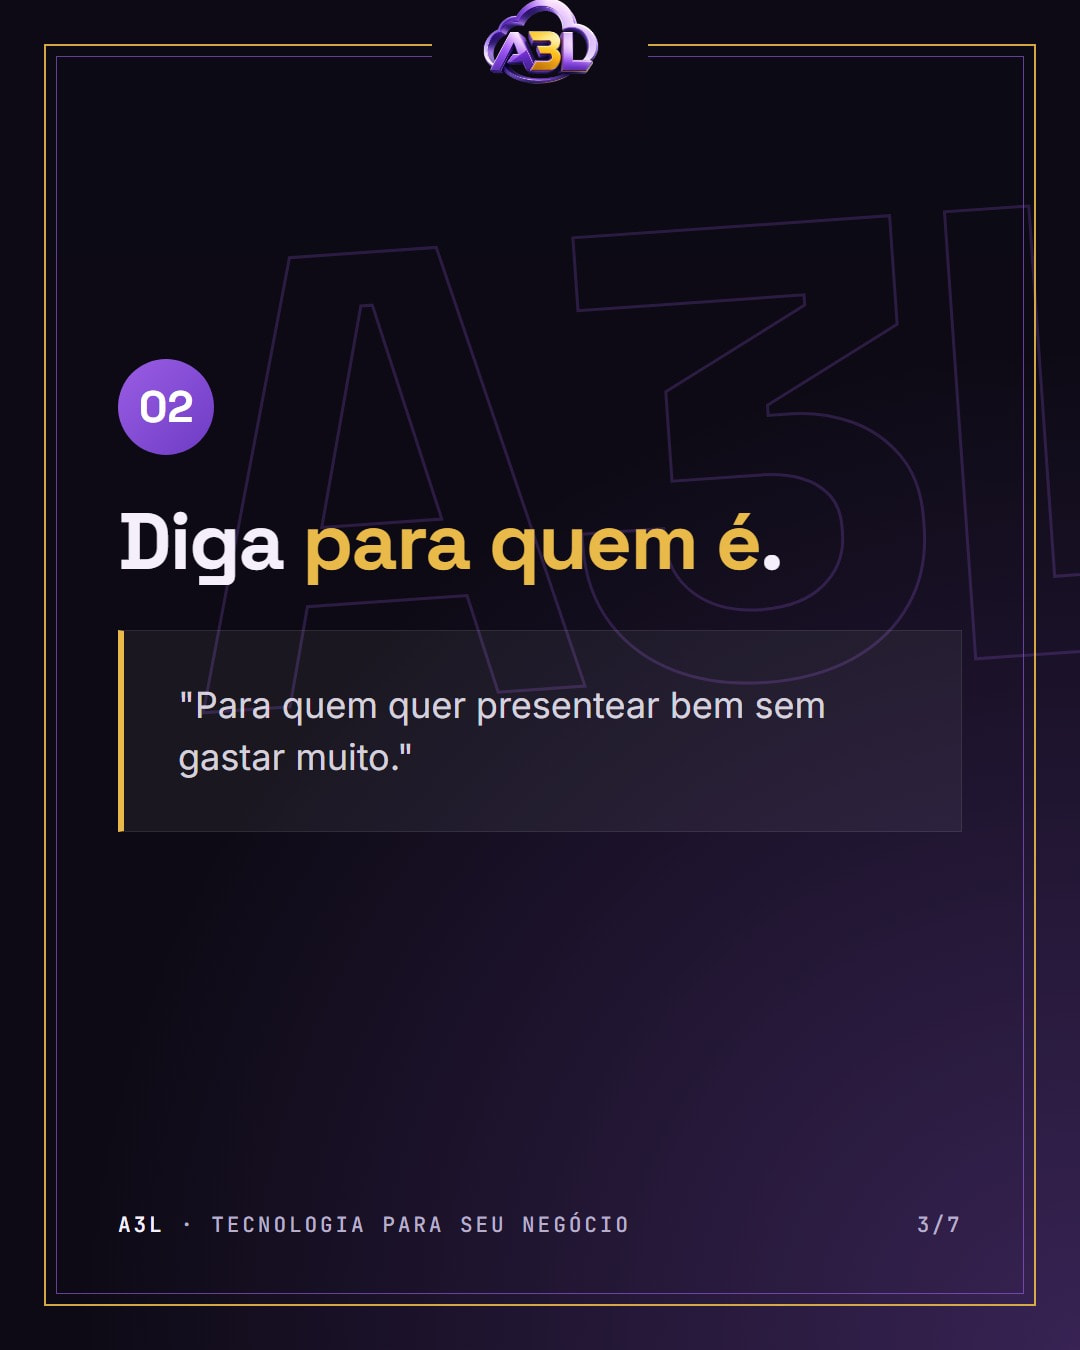 A3L
A3L
02
Diga para quem é.
"Para quem quer presentear bem sem
gastar muito."
A3L · TECNOLOGIA PARA SEU NEGÓCIO
3/7